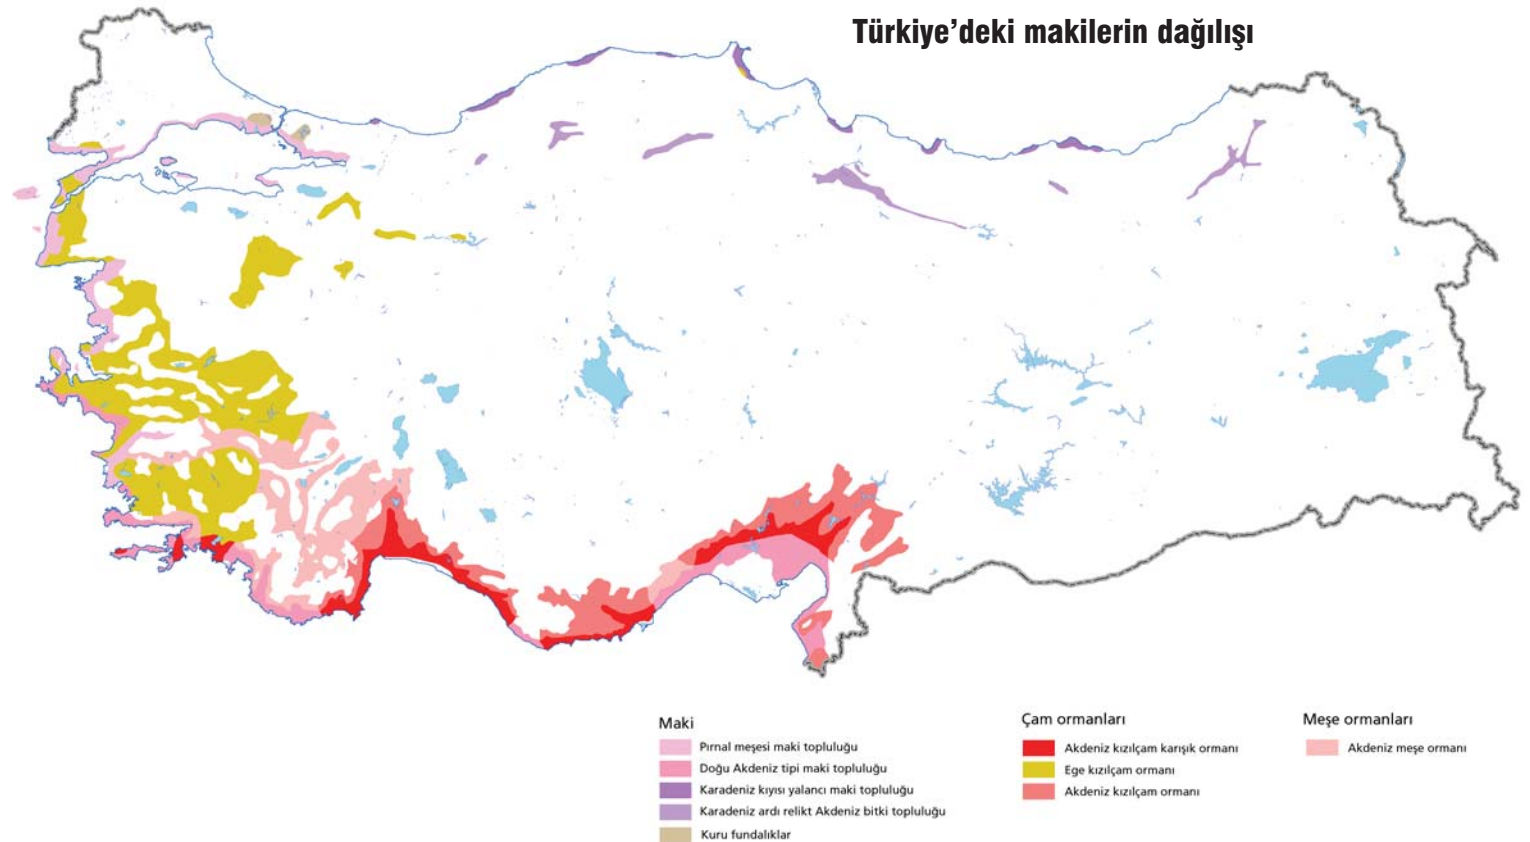 Türkiye’deki makilerin dağılışı
Maki
Pırnal meşesi maki topluluğu
Doğu Akdeniz tipi maki topluluğu
Karadeniz kıyısı yalancı maki topluluğu
Karadeniz ardı relikt Akdeniz bitki topluluğu
Kuru fundalıklar
Çam ormanları
Akdeniz kızılçam karışık ormanı
Ege kızılçam ormanı
Akdeniz kızılçam ormanı
Meşe ormanları
Akdeniz meşe ormanı